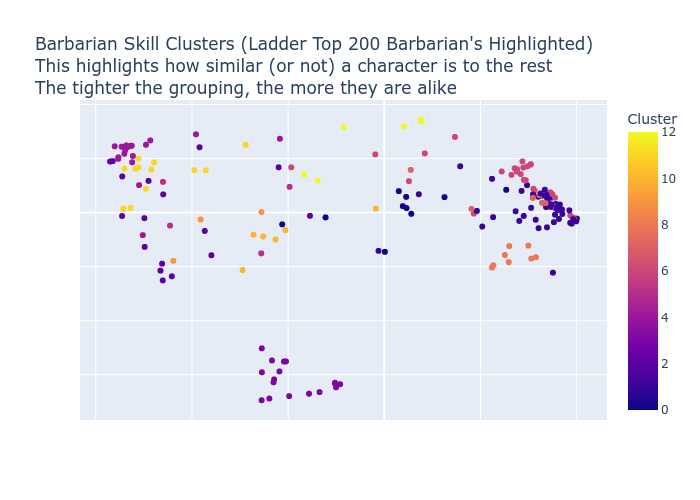 Barbarian Skill Clusters (Ladder Top 200 Barbarian's Highlighted)
This highlights how similar (or not) a character is to the rest
The tighter the grouping, the more they are alike
Cluster
12
10
8
6
4
2
0